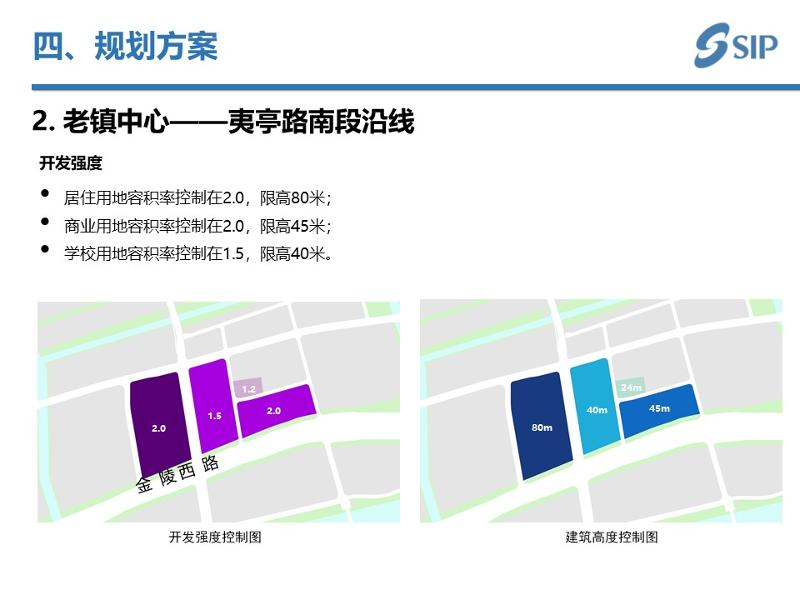 四、规划方案
SIP
2. 老镇中心——夷亭路南段沿线
开发强度
• 居住用地容积率控制在2.0，限高80米；
• 商业用地容积率控制在2.0，限高45米；
• 学校用地容积率控制在1.5，限高40米。
1.2
2.0
1.5
2.0
金陵西路
24m
80m
40m
45m
开发强度控制图
建筑高度控制图